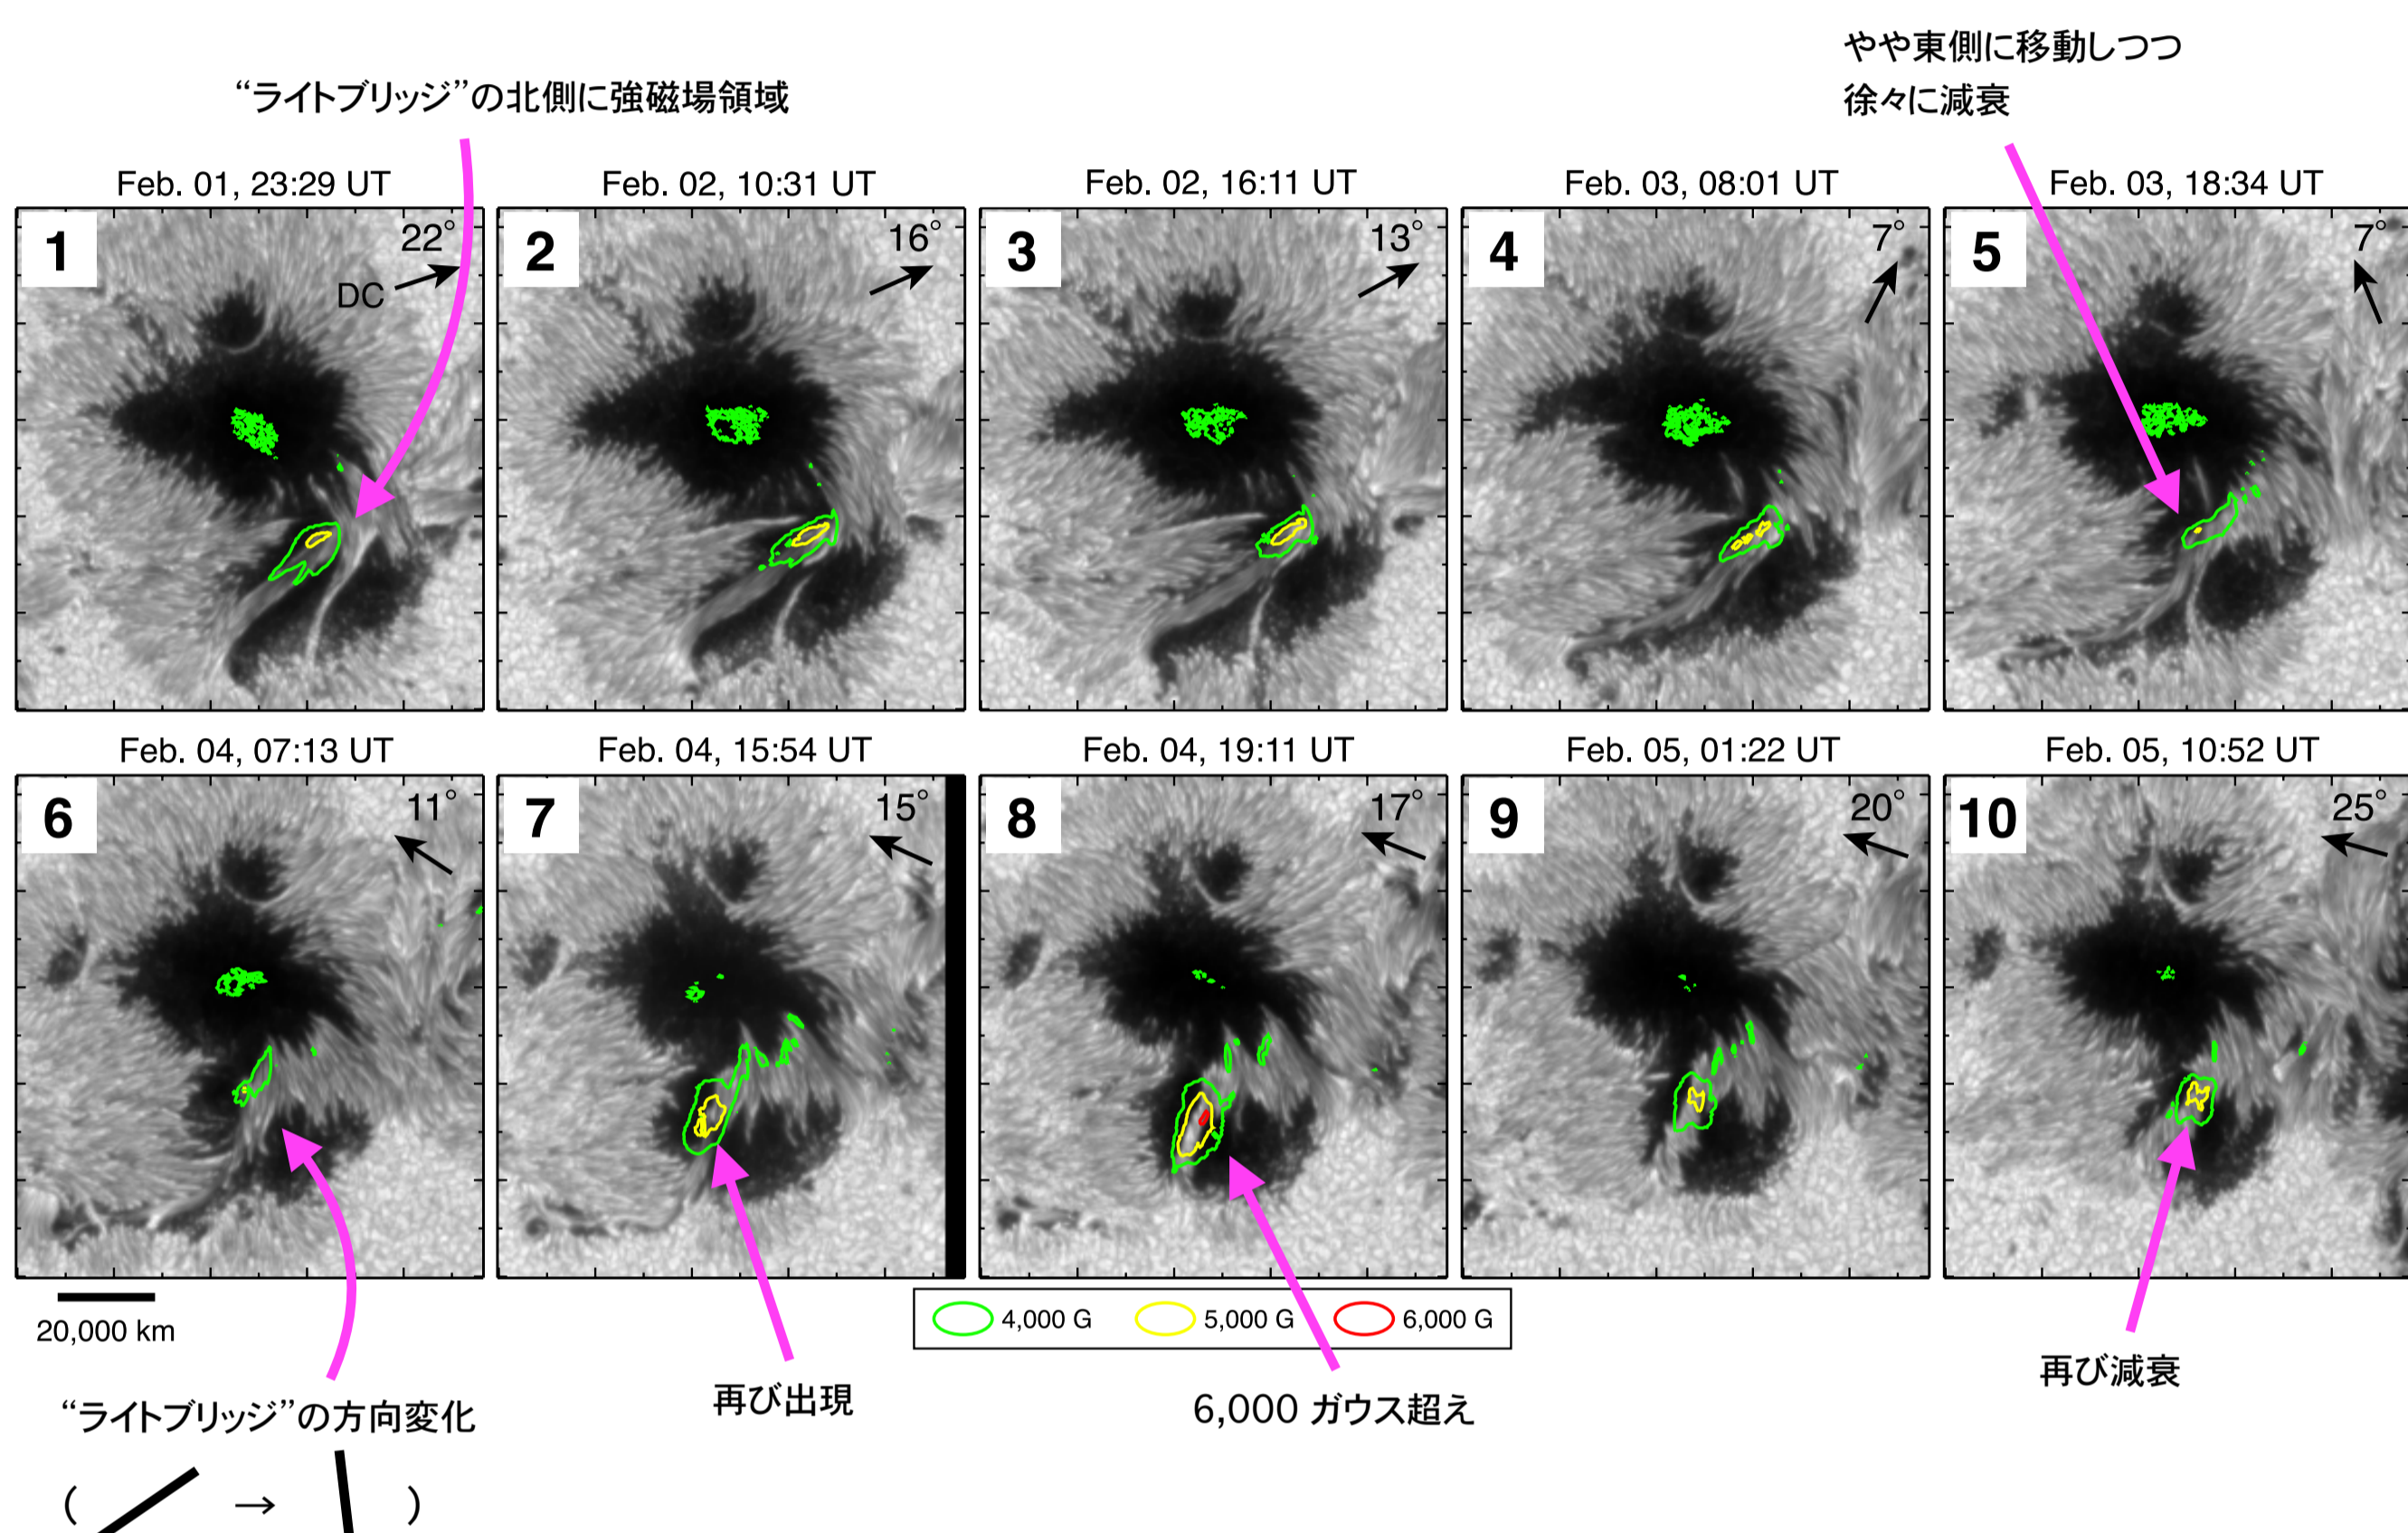 やや東側に移動しつつ
徐々に減衰
“ライトブリッジ”の北側に強磁場領域
Feb. 01, 23:29 UT
Feb. 02, 10:31 UT
Feb. 02, 16:11 UT
Feb. 03, 08:01 UT
Feb. 03, 18:34 UT
1
22°
DC
2
16°
3
13°
4
7°
5
7°
Feb. 04, 07:13 UT
Feb. 04, 15:54 UT
Feb. 04, 19:11 UT
Feb. 05, 01:22 UT
Feb. 05, 10:52 UT
6
11°
7
15°
8
17°
9
20°
10
25°
20,000 km
4,000 G
5,000 G
6,000 G
再び減衰
再び出現
6,000 ガウス超え
“ライトブリッジ”の方向変化
( → )